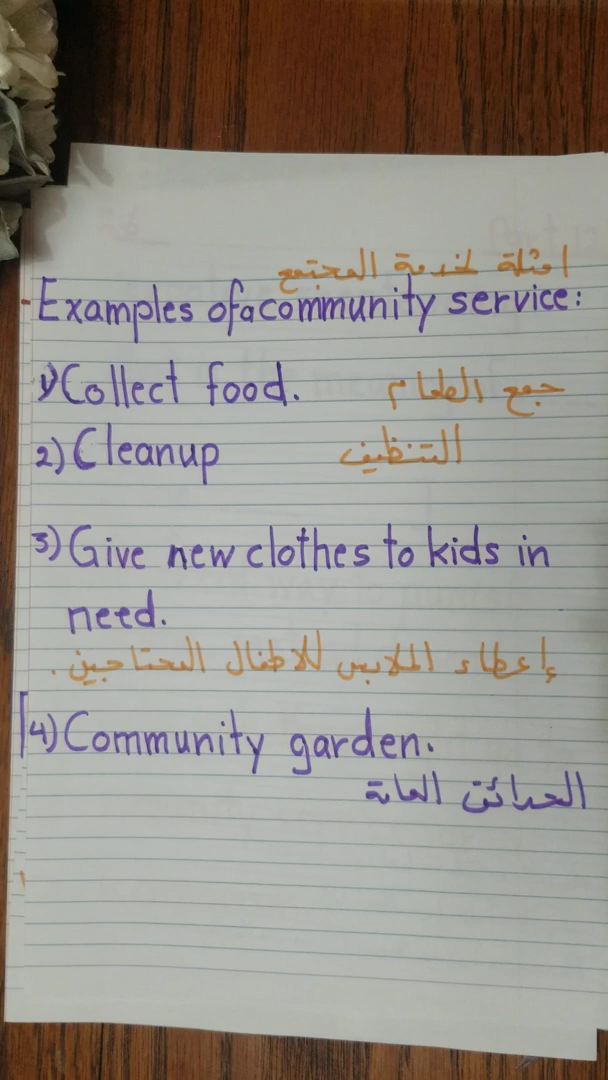 امثلة لخدمة المجتمع
-Examples of a community service:
1) Collect food. جمع الطعام
2) Cleanup التنظيف
3) Give new clothes to kids in
need.
إعطاء الملابس للاطفال المحتاجين .
4) Community garden.
الحدائق العامة